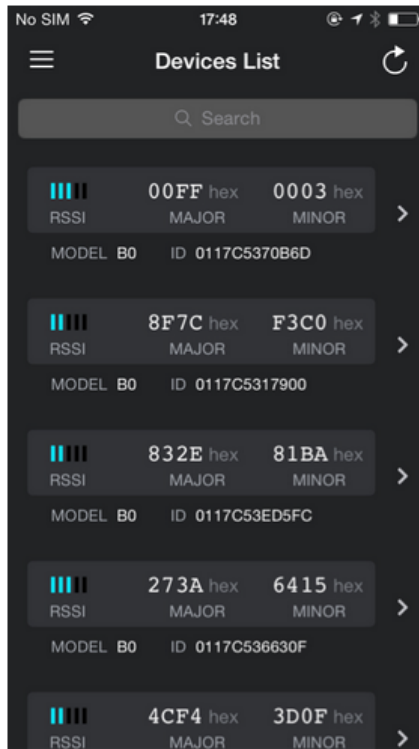 No SIM 17:48
Devices List
Search
00FF hex 0003 hex
RSSI MAJOR MINOR
MODEL B0 ID 0117C5370B6D
8F7C hex F3C0 hex
RSSI MAJOR MINOR
MODEL B0 ID 0117C5317900
832E hex 81BA hex
RSSI MAJOR MINOR
MODEL B0 ID 0117C53ED5FC
273A hex 6415 hex
RSSI MAJOR MINOR
MODEL B0 ID 0117C536630F
4CF4 hex 3D0F hex
RSSI MAJOR MINOR